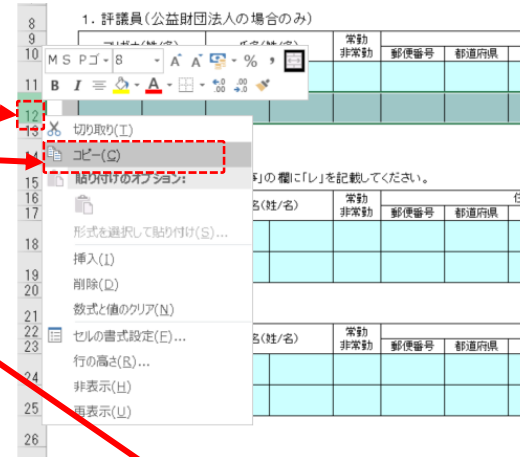 8 1. 評議員(公益財団法人の場合のみ)
9 常勤
10 非常勤 郵便番号 都道府県
MS Pゴ 8 A A % ,
11 B I A
12
13 切り取り(T)
コピー(C)
15 貼り付けのオプション: の欄に「レ」を記載してください。
16 常勤
17 名(姓/名) 非常勤 郵便番号 都道府県
形式を選択して貼り付け(S)...
18
挿入(I)
19 削除(D)
20
21 数式と値のクリア(N)
22 セルの書式設定(F)... 常勤
23 名(姓/名) 非常勤 郵便番号 都道府県
行の高さ(R)...
24 非表示(H)
25 再表示(U)
26